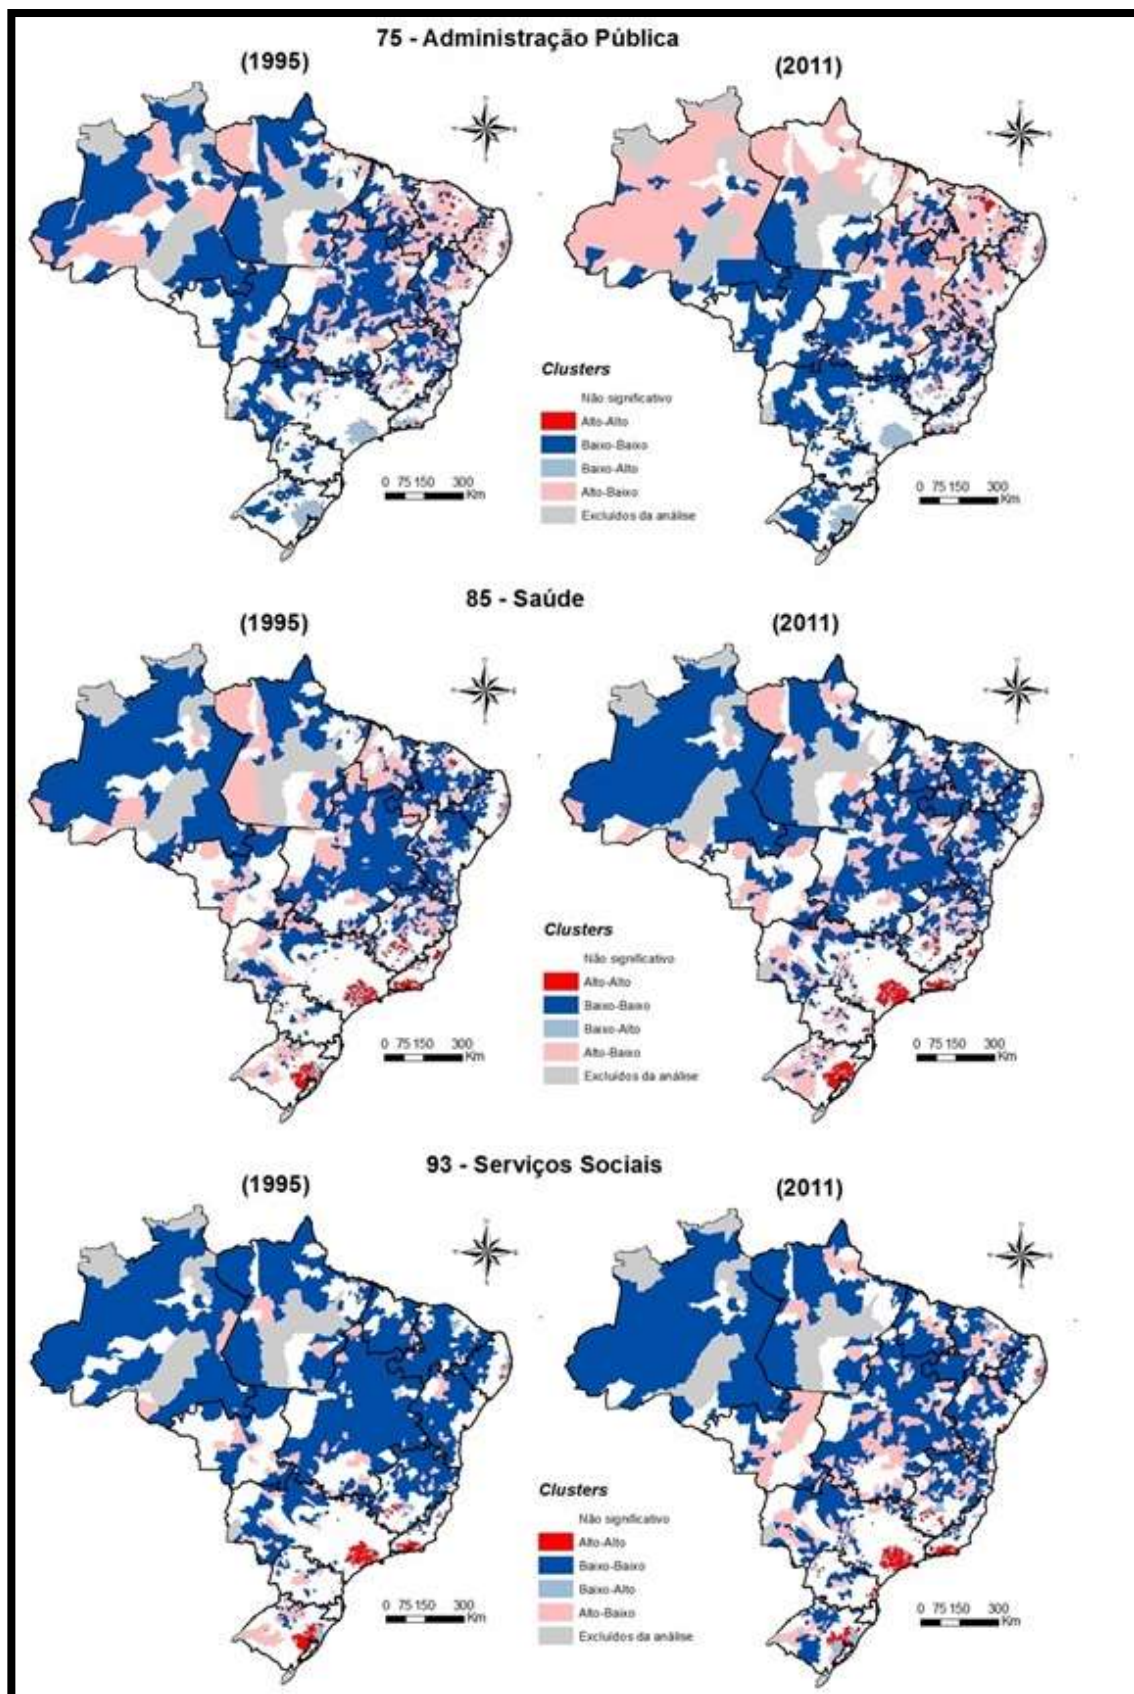 75 - Administração Pública
(1995)
(2011)
Clusters
Não significativo
Alto-Alto
Baixo-Baixo
Baixo-Alto
Alto-Baixo
Excluídos da análise
0 75 150 300
Km
0 75 150 300
Km
85 - Saúde
(1995)
(2011)
Clusters
Não significativo
Alto-Alto
Baixo-Baixo
Baixo-Alto
Alto-Baixo
Excluídos da análise
0 75 150 300
Km
0 75 150 300
Km
93 - Serviços Sociais
(1995)
(2011)
Clusters
Não significativo
Alto-Alto
Baixo-Baixo
Baixo-Alto
Alto-Baixo
Excluídos da análise
0 75 150 300
Km
0 75 150 300
Km